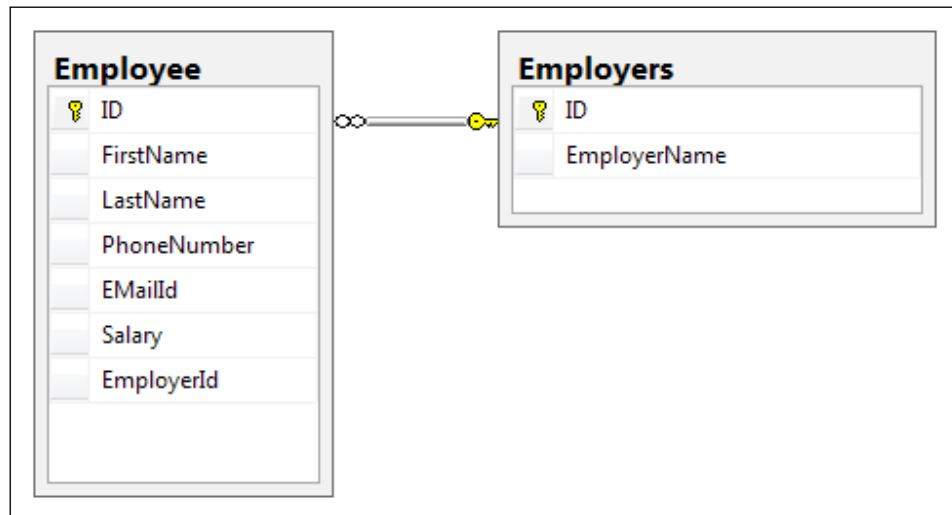 Employee
ID
FirstName
LastName
PhoneNumber
EMailId
Salary
EmployerId
Employers
ID
EmployerName